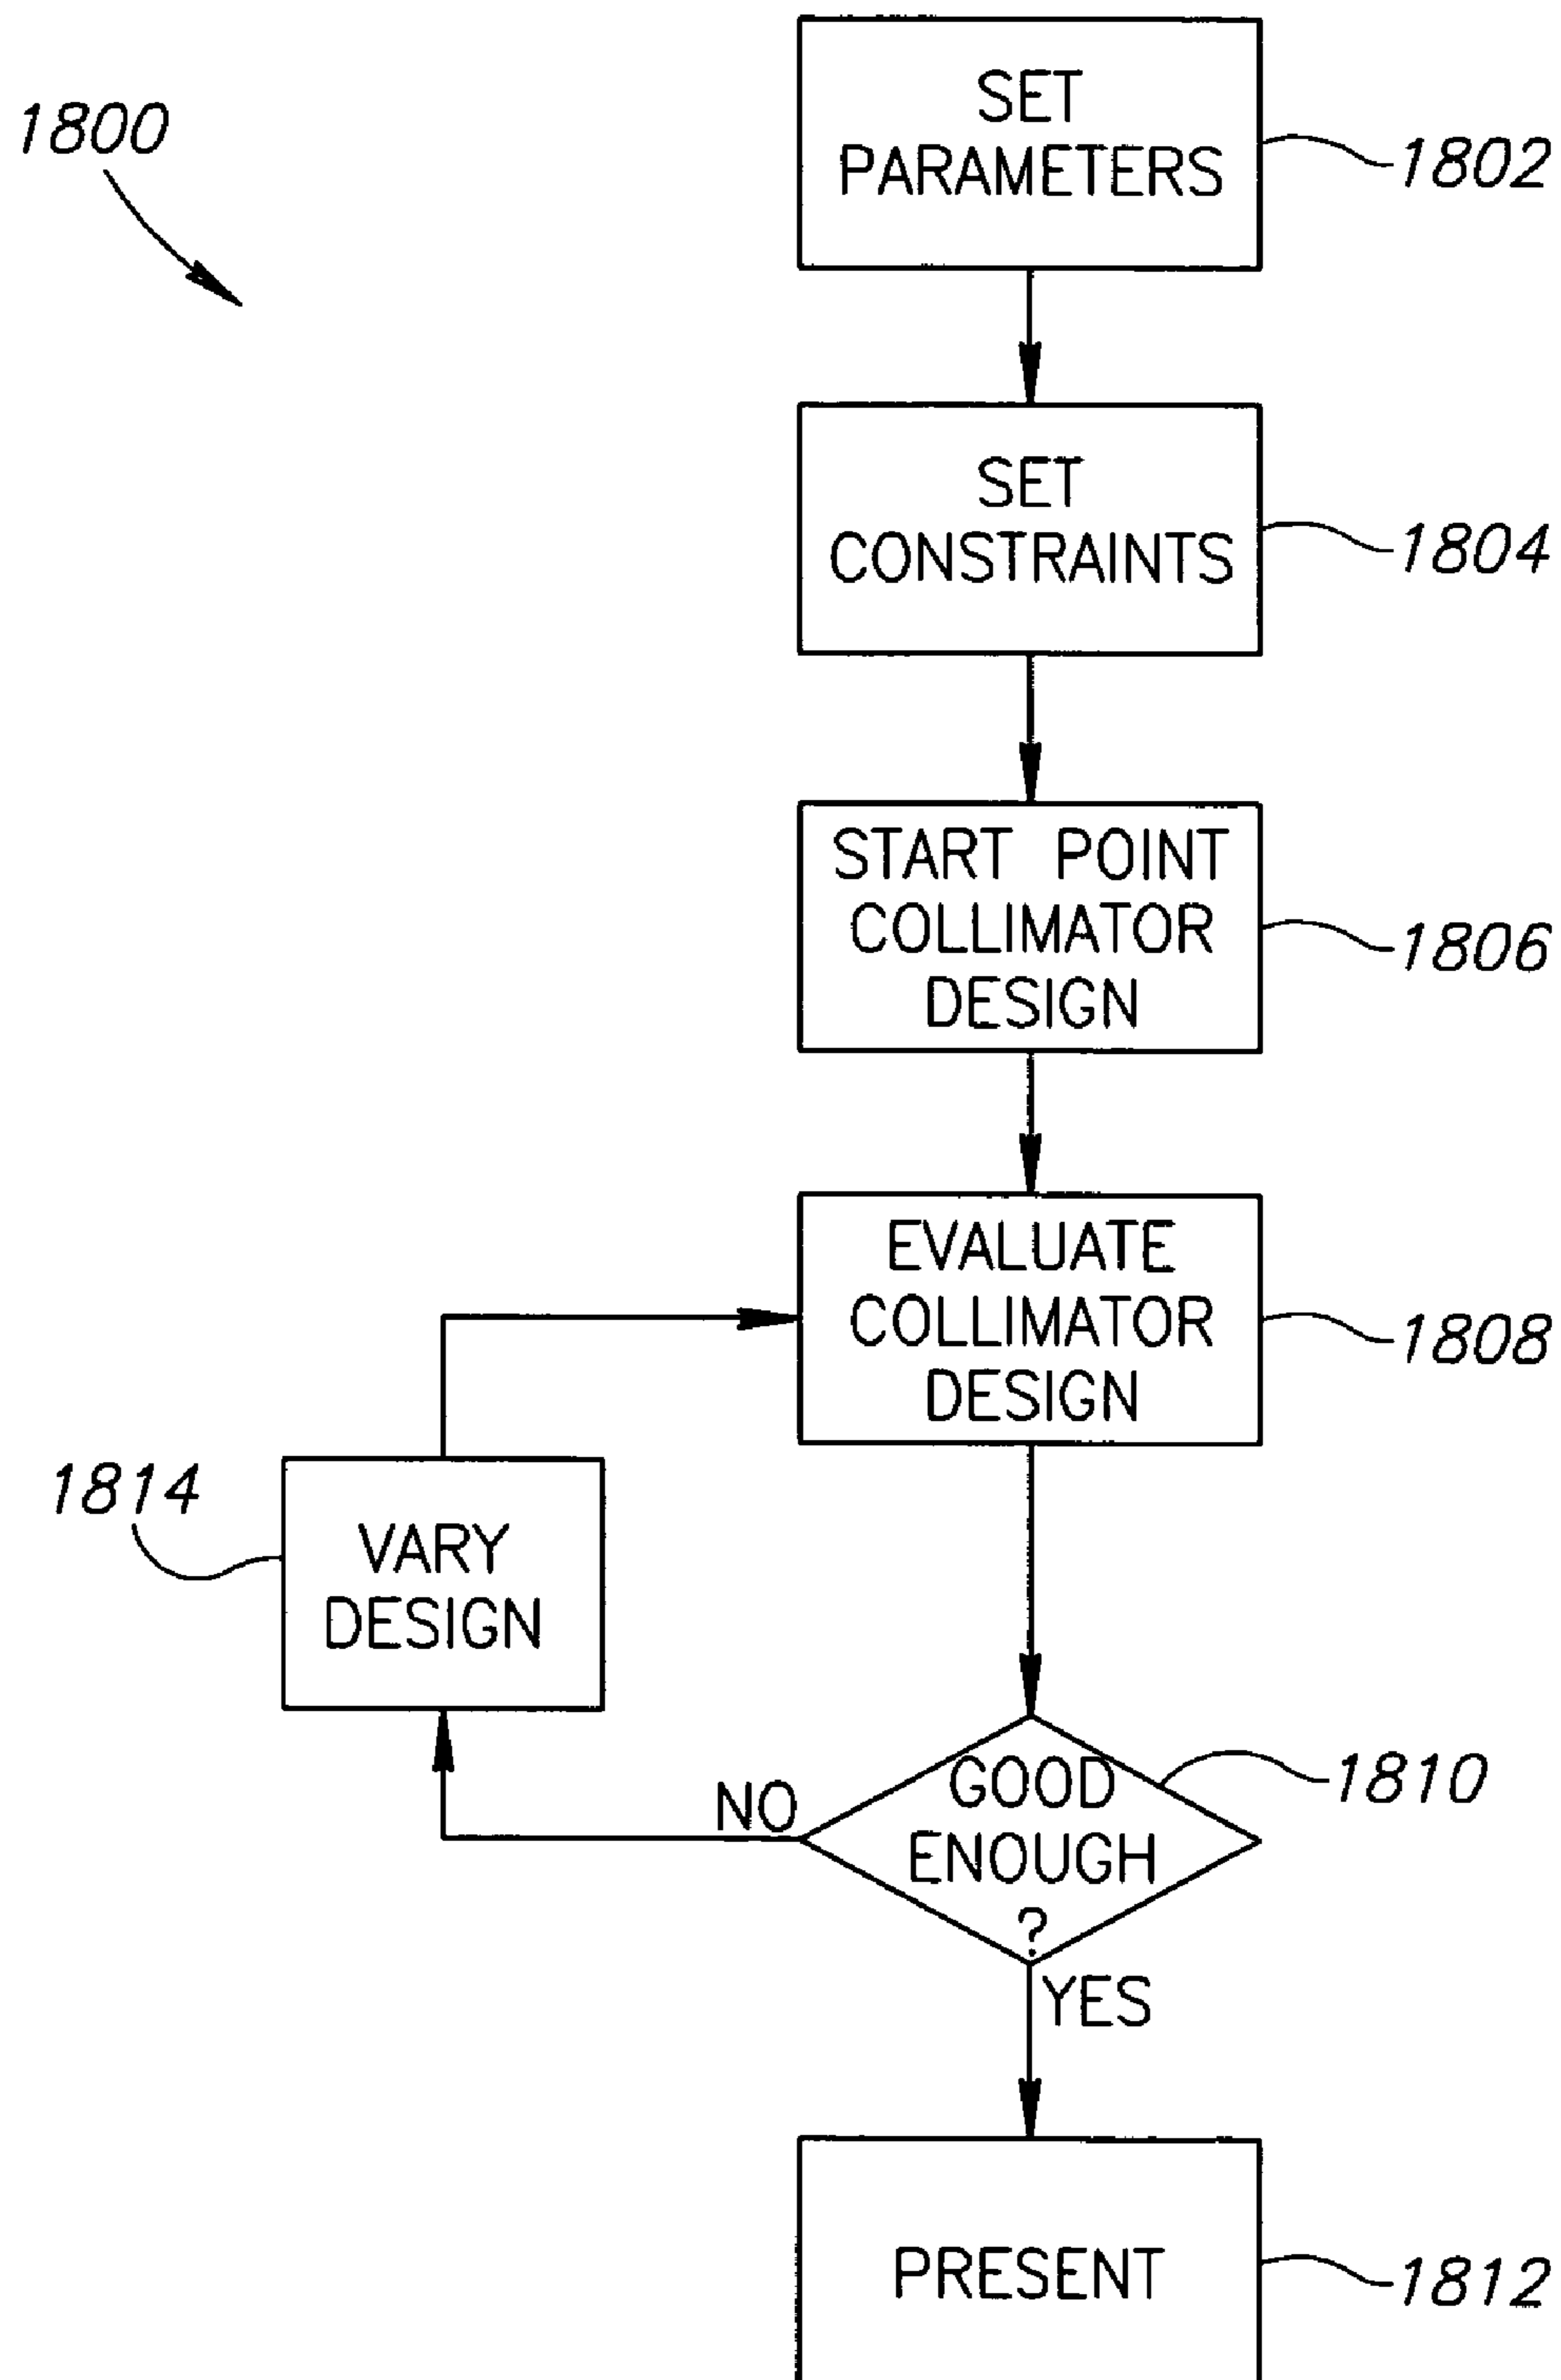 1800
SET
PARAMETERS
1802
SET
CONSTRAINTS
1804
START POINT
COLLIMATOR
DESIGN
1806
EVALUATE
COLLIMATOR
DESIGN
1808
1814
VARY
DESIGN
GOOD
ENOUGH
?
1810
NO
YES
PRESENT
1812